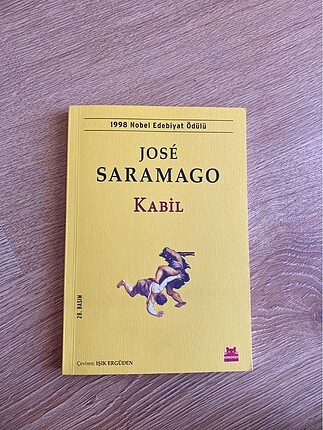 1998 Nobel Edebiyat Ödülü
JOSÉ
SARAMAGO
KABİL
28. BASIM
Çeviren: IŞIK ERGÜDEN